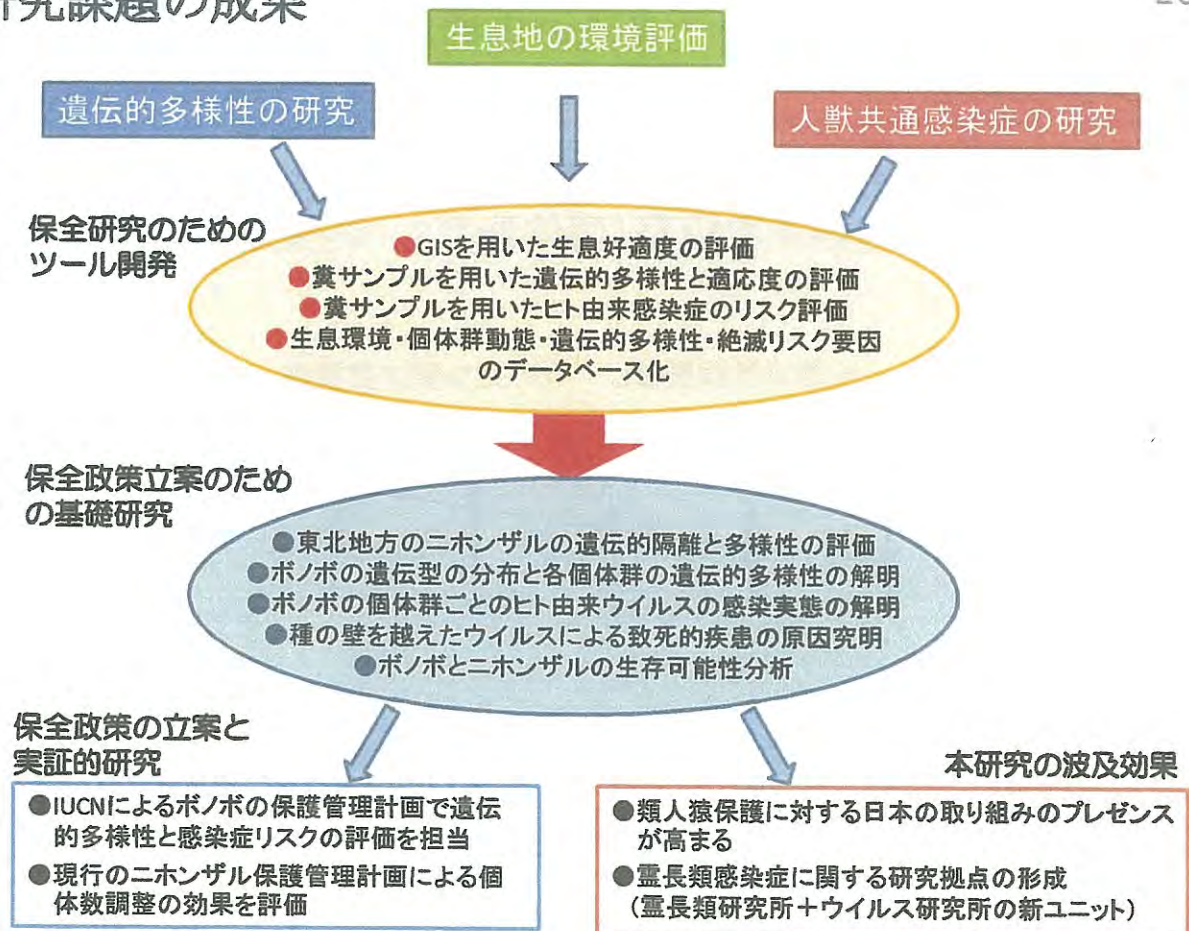 研究課題の成果
生息地の環境評価
遺伝的多様性の研究
人獣共通感染症の研究
保全研究のための
ツール開発
●GISを用いた生息好適度の評価
●糞サンプルを用いた遺伝的多様性と適応度の評価
●糞サンプルを用いたヒト由来感染症のリスク評価
●生息環境・個体群動態・遺伝的多様性・絶滅リスク要因
のデータベース化
保全政策立案のため
の基礎研究
●東北地方のニホンザルの遺伝的隔離と多様性の評価
●ボノボの遺伝型の分布と各個体群の遺伝的多様性の解明
●ボノボの個体群ごとのヒト由来ウイルスの感染実態の解明
●種の壁を越えたウイルスによる致死的疾患の原因究明
●ボノボとニホンザルの生存可能性分析
保全政策の立案と
実証的研究
●IUCNによるボノボの保護管理計画で遺伝
的多様性と感染症リスクの評価を担当
●現行のニホンザル保護管理計画による個
体数調整の効果を評価
本研究の波及効果
●類人猿保護に対する日本の取り組みのプレゼンス
が高まる
●霊長類感染症に関する研究拠点の形成
(霊長類研究所＋ウイルス研究所の新ユニット)